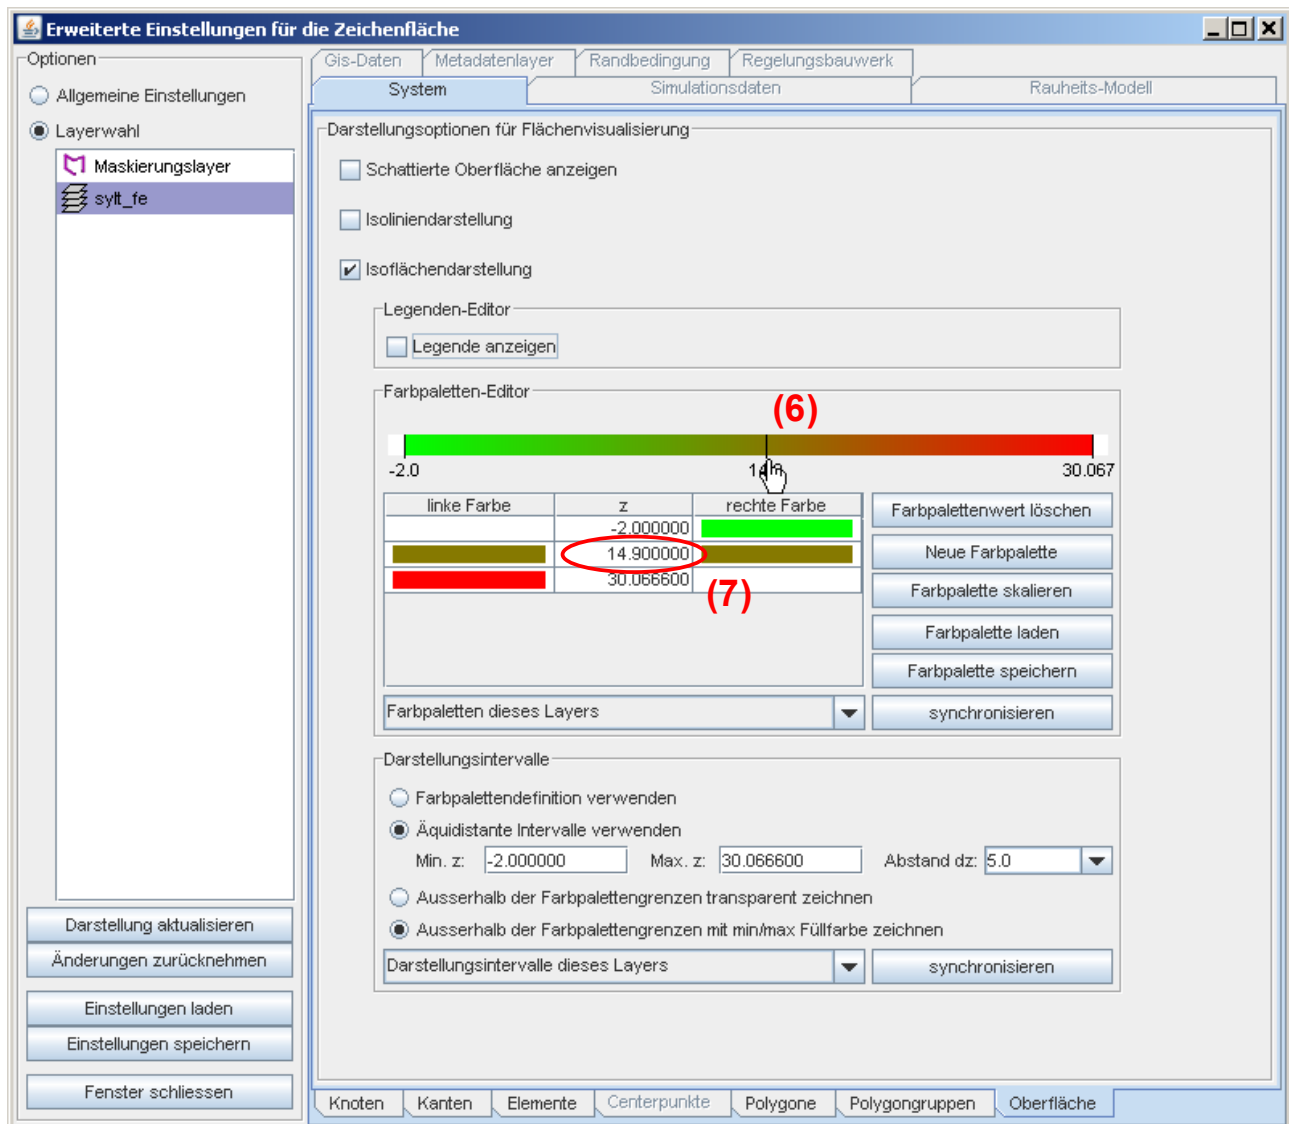 Erweiterte Einstellungen für die Zeichenfläche
Optionen
Allgemeine Einstellungen
Layerwahl
Maskierungslayer
sylt_fe
Darstellung aktualisieren
Änderungen zurücknehmen
Einstellungen laden
Einstellungen speichern
Fenster schliessen
Gis-Daten Metadatenlayer Randbedingung Regelungsbauwerk
System Simulationsdaten Rauheits-Modell
Darstellungsoptionen für Flächenvisualisierung
Schattierte Oberfläche anzeigen
Isoliniendarstellung
Isoflächendarstellung
Legenden-Editor
Legende anzeigen
Farbpaletten-Editor
(6)
-2.0 30.067
linke Farbe z rechte Farbe
-2.000000
14.900000
30.066600
(7)
Farbpalettenwert löschen
Neue Farbpalette
Farbpalette skalieren
Farbpalette laden
Farbpalette speichern
Farbpaletten dieses Layers synchronisieren
Darstellungsintervalle
Farbpalettendefinition verwenden
Äquidistante Intervalle verwenden
Min. z: -2.000000 Max. z: 30.066600 Abstand dz: 5.0
Ausserhalb der Farbpalettengrenzen transparent zeichnen
Ausserhalb der Farbpalettengrenzen mit min/max Füllfarbe zeichnen
Darstellungsintervalle dieses Layers synchronisieren
Knoten Kanten Elemente Centerpunkte Polygone Polygongruppen Oberfläche